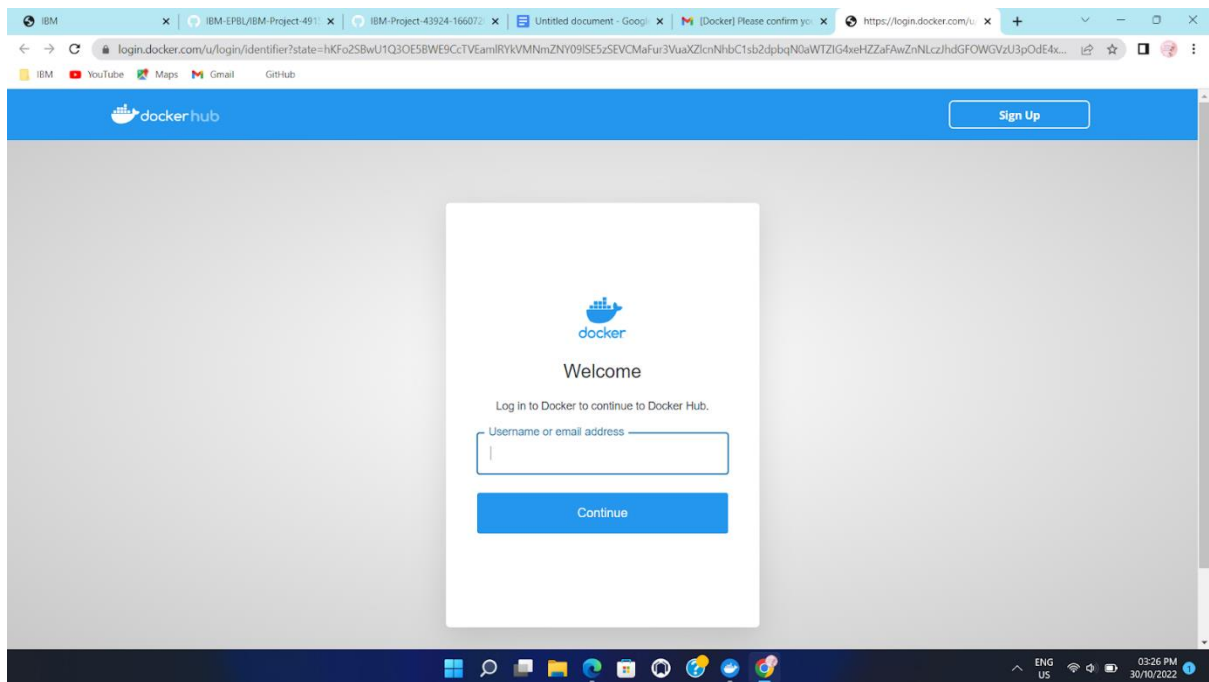 IBM
IBM-EPBL/IBM-Project-491
IBM-Project-43924-166072
Untitled document - Googl
[Docker] Please confirm yo
https://login.docker.com/u
login.docker.com/u/login/identifier?state=
IBM
YouTube
Maps
Gmail
GitHub
dockerhub
Sign Up
docker
Welcome
Log in to Docker to continue to Docker Hub.
Username or email address
Continue
ENG
US
03:26 PM
30/10/2022
1